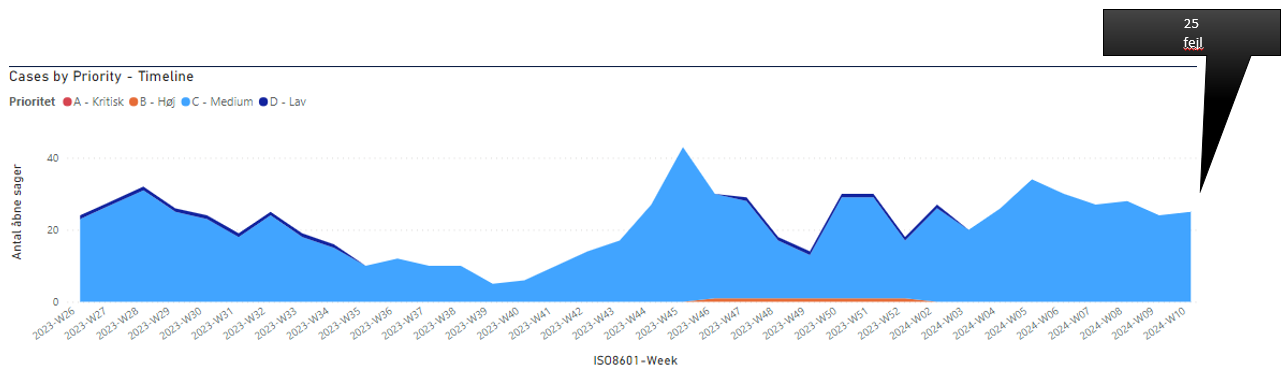 25
fejl
Cases by Priority - Timeline
Prioritet A - Kritisk B - Høj C - Medium D - Lav
Antal åbne sager
40
20
0
2023-W26 2023-W27 2023-W28 2023-W29 2023-W30 2023-W31 2023-W32 2023-W33 2023-W34 2023-W35 2023-W36 2023-W37 2023-W38 2023-W39 2023-W40 2023-W41 2023-W42 2023-W43 2023-W44 2023-W45 2023-W46 2023-W47 2023-W48 2023-W49 2023-W50 2023-W51 2023-W52 2024-W02 2024-W03 2024-W04 2024-W05 2024-W06 2024-W07 2024-W08 2024-W09 2024-W10
ISO8601-Week